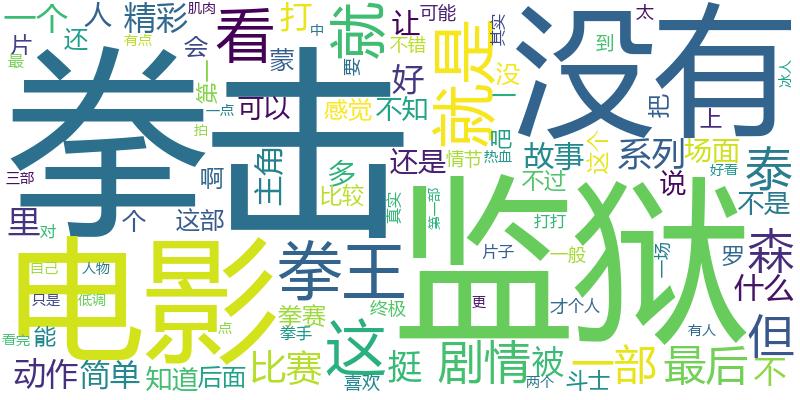 肌肉
一个 人 精彩 看 打 让 可能
片 还 会 就 中 不错 其实 太
最 有点 蒙 要 好 就是 没 没有 到
第一 一点 可以 感觉 不知 一 把 冰人
拳击 拍 主角 还是 情节 吧 热血 故事 这个 系列 场面 上
三部 啊 多 比较 真实 第一部 不过 说 好看 泰
里 个 这部 打打 不是
对 电影 拳王 监狱 片子 一般 一场 罗 森
自己 人物 什么
只是 低调 拳赛 终极 更 才个人
看完 能 点 拳手 这 有人 但
动作 简单 知道 后面 比赛 喜欢 挺 剧情 被 两个 斗士 一部 最后 不